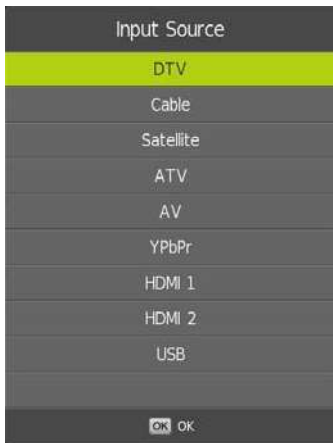 Input Source
DTV
Cable
Satellite
ATV
AV
YPbPr
HDMI 1
HDMI 2
USB
OK OK